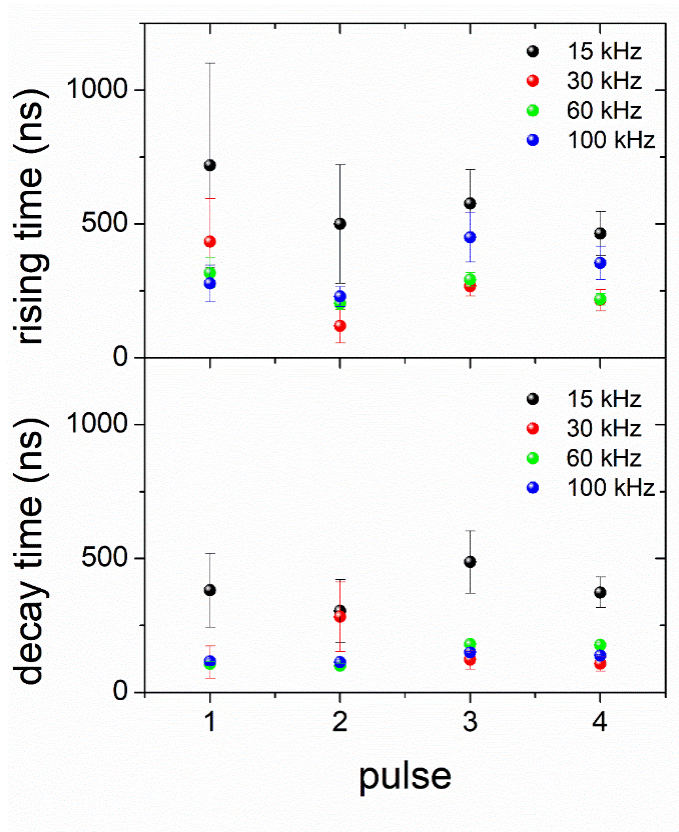 15 kHz
30 kHz
60 kHz
100 kHz
1000
500
0
rising time (ns)
15 kHz
30 kHz
60 kHz
100 kHz
1000
500
0
decay time (ns)
1 2 3 4
pulse